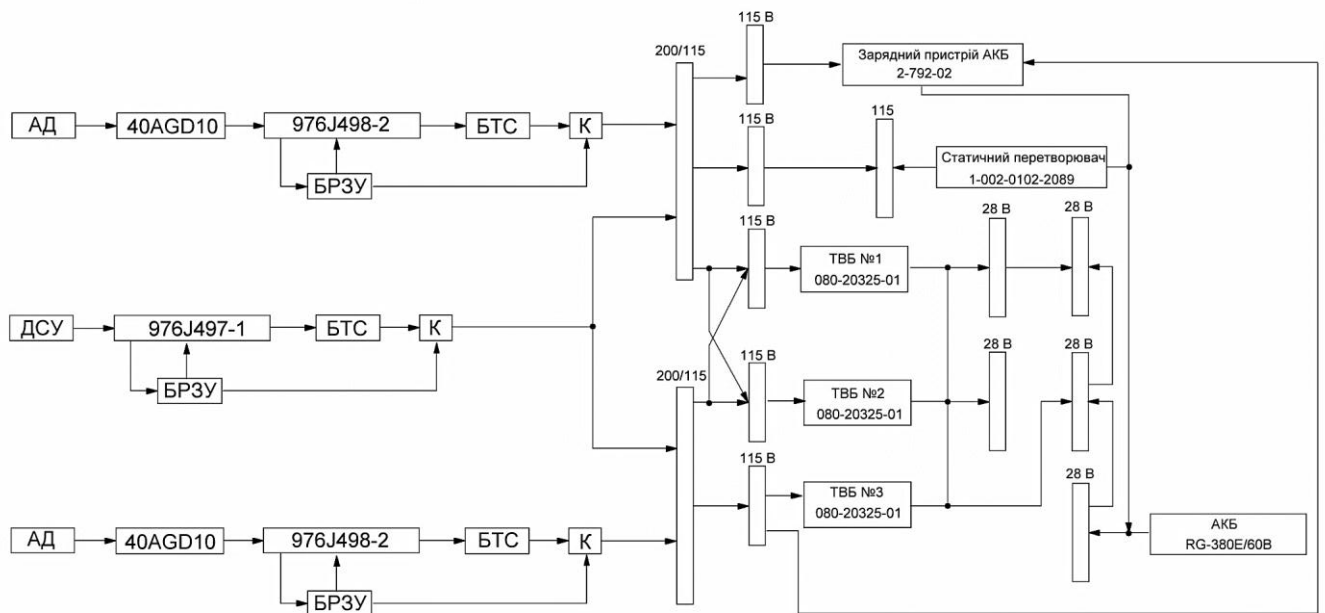 115 В
200/115
Зарядний пристрій АКБ
2-792-02
АД
40AGD10
976J498-2
БТС
К
БРЗУ
115 В
115
Статичний перетворювач
1-002-0102-2089
115 В
ТВБ №1
080-20325-01
28 В
28 В
ДСУ
976J497-1
БТС
К
БРЗУ
200/115
115 В
ТВБ №2
080-20325-01
28 В
28 В
115 В
ТВБ №3
080-20325-01
28 В
АД
40AGD10
976J498-2
БТС
К
БРЗУ
АКБ
RG-380E/60B